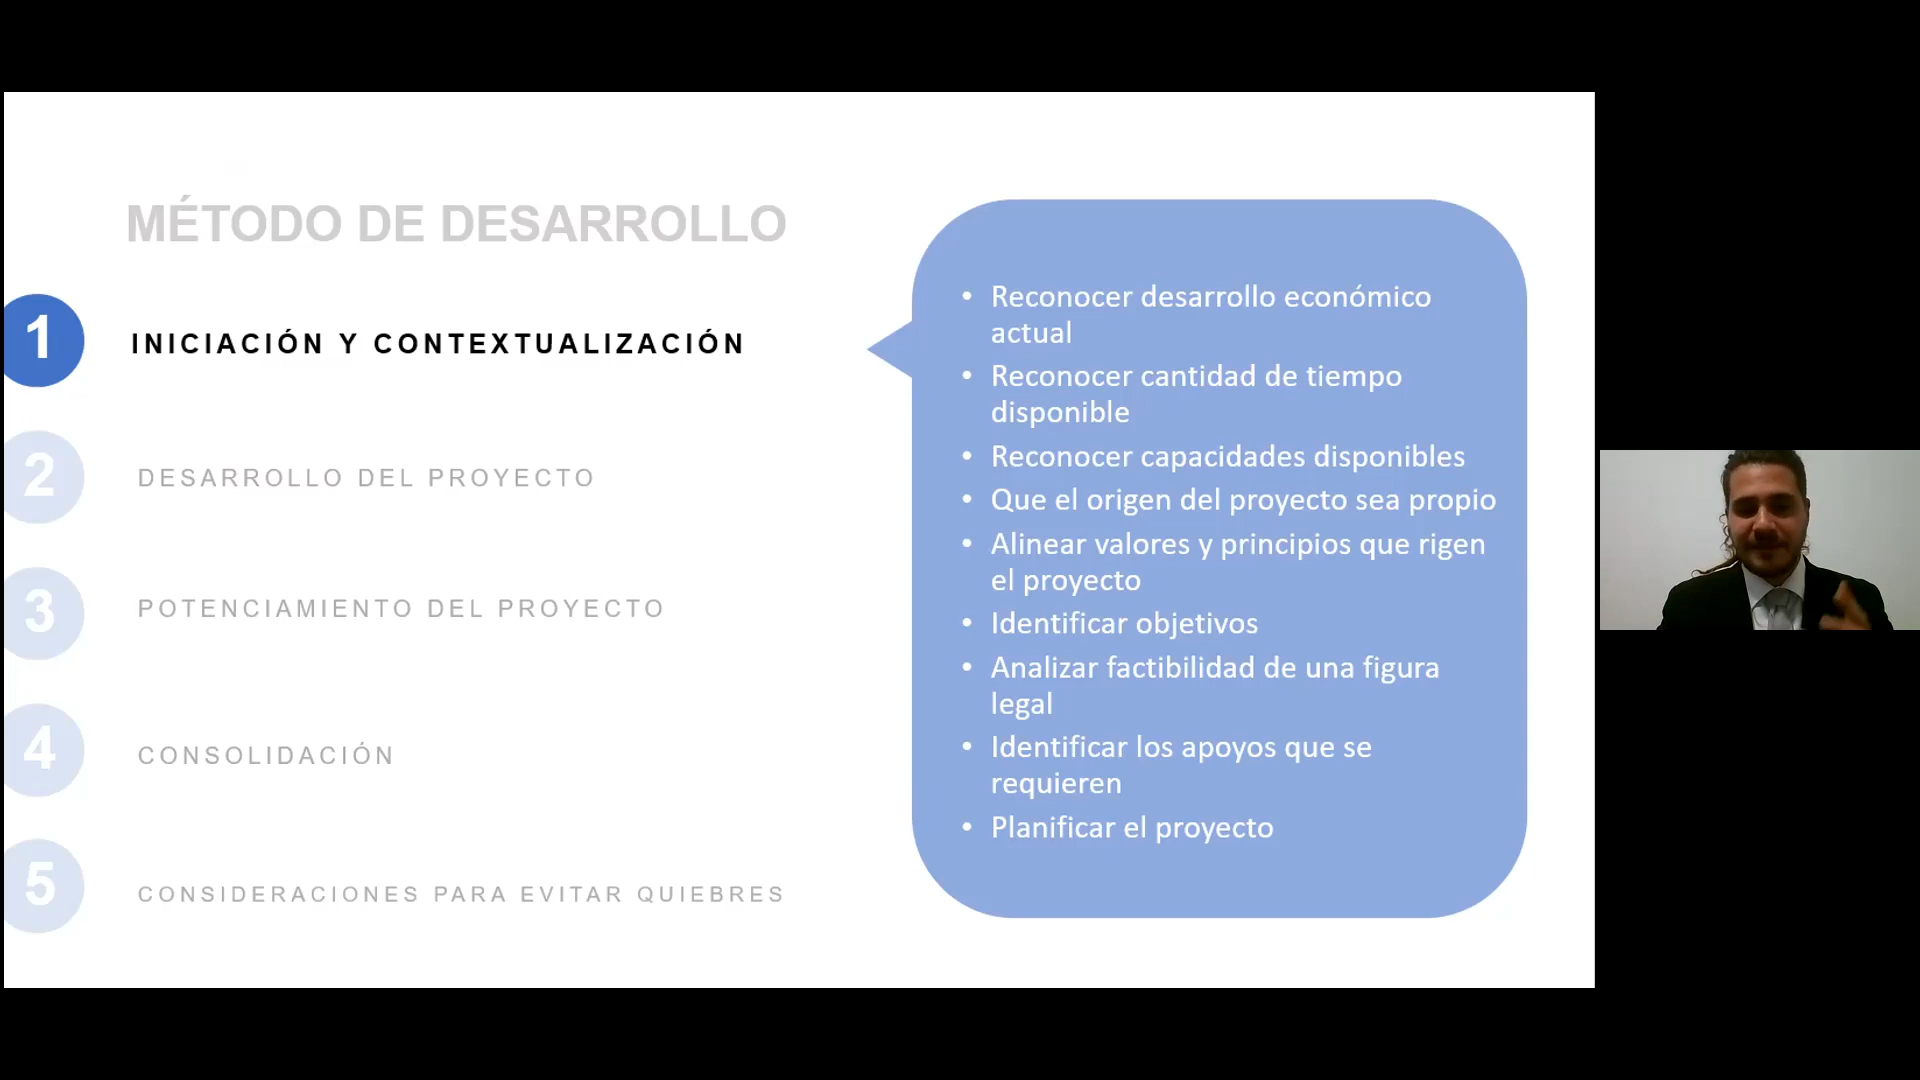 MÉTODO DE DESARROLLO
1
INICIACIÓN Y CONTEXTUALIZACIÓN
2
DESARROLLO DEL PROYECTO
3
POTENCIAMIENTO DEL PROYECTO
4
CONSOLIDACIÓN
5
CONSIDERACIONES PARA EVITAR QUIEBRES
• Reconocer desarrollo económico
actual
• Reconocer cantidad de tiempo
disponible
• Reconocer capacidades disponibles
• Que el origen del proyecto sea propio
• Alinear valores y principios que rigen
el proyecto
• Identificar objetivos
• Analizar factibilidad de una figura
legal
• Identificar los apoyos que se
requieren
• Planificar el proyecto